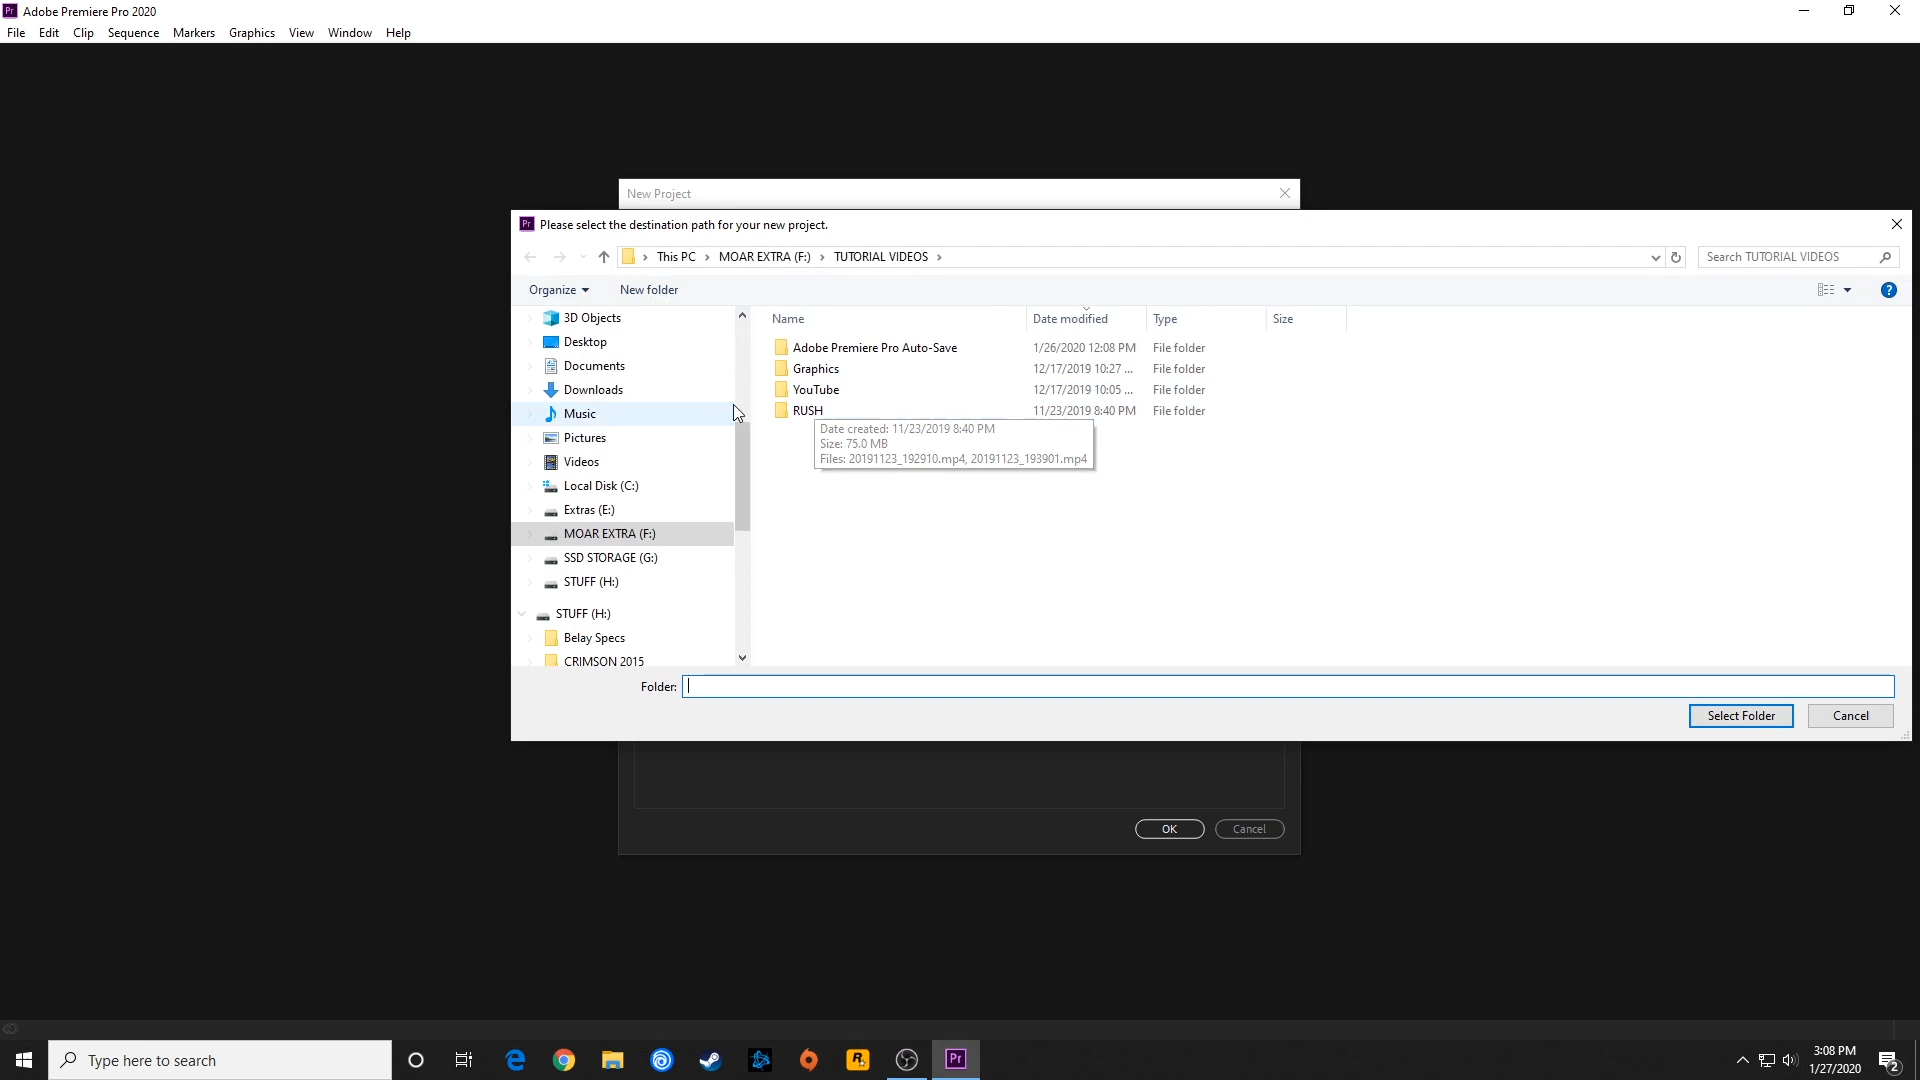 Pr Adobe Premiere Pro 2020
File Edit Clip Sequence Markers Graphics View Window Help
New Project
Pr Please select the destination path for your new project.
This PC > MOAR EXTRA (F:) > TUTORIAL VIDEOS >
Search TUTORIAL VIDEOS
Organize New folder
?
3D Objects
Desktop
Documents
Downloads
Music
Pictures
Videos
Local Disk (C:)
Extras (E:)
MOAR EXTRA (F:)
SSD STORAGE (G:)
STUFF (H:)
STUFF (H:)
Belay Specs
CRIMSON 2015
Name Date modified Type Size
Adobe Premiere Pro Auto-Save 1/26/2020 12:08 PM File folder
Graphics 12/17/2019 10:27 ... File folder
YouTube 12/17/2019 10:05 ... File folder
RUSH 11/23/2019 8:40 PM File folder
Date created: 11/23/2019 8:40 PM
Size: 75.0 MB
Files: 20191123_192910.mp4, 20191123_193901.mp4
Folder:
Select Folder Cancel
OK Cancel
Type here to search
R
Pr
3:08 PM
1/27/2020
2